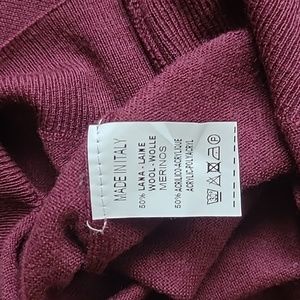 MADE IN ITALY
50% LANA - LAINE
WOOL - WOLLE
MERINOS
50% ACRILICO-ACRYLIQUE
ACRYLIC-POLYACRYL